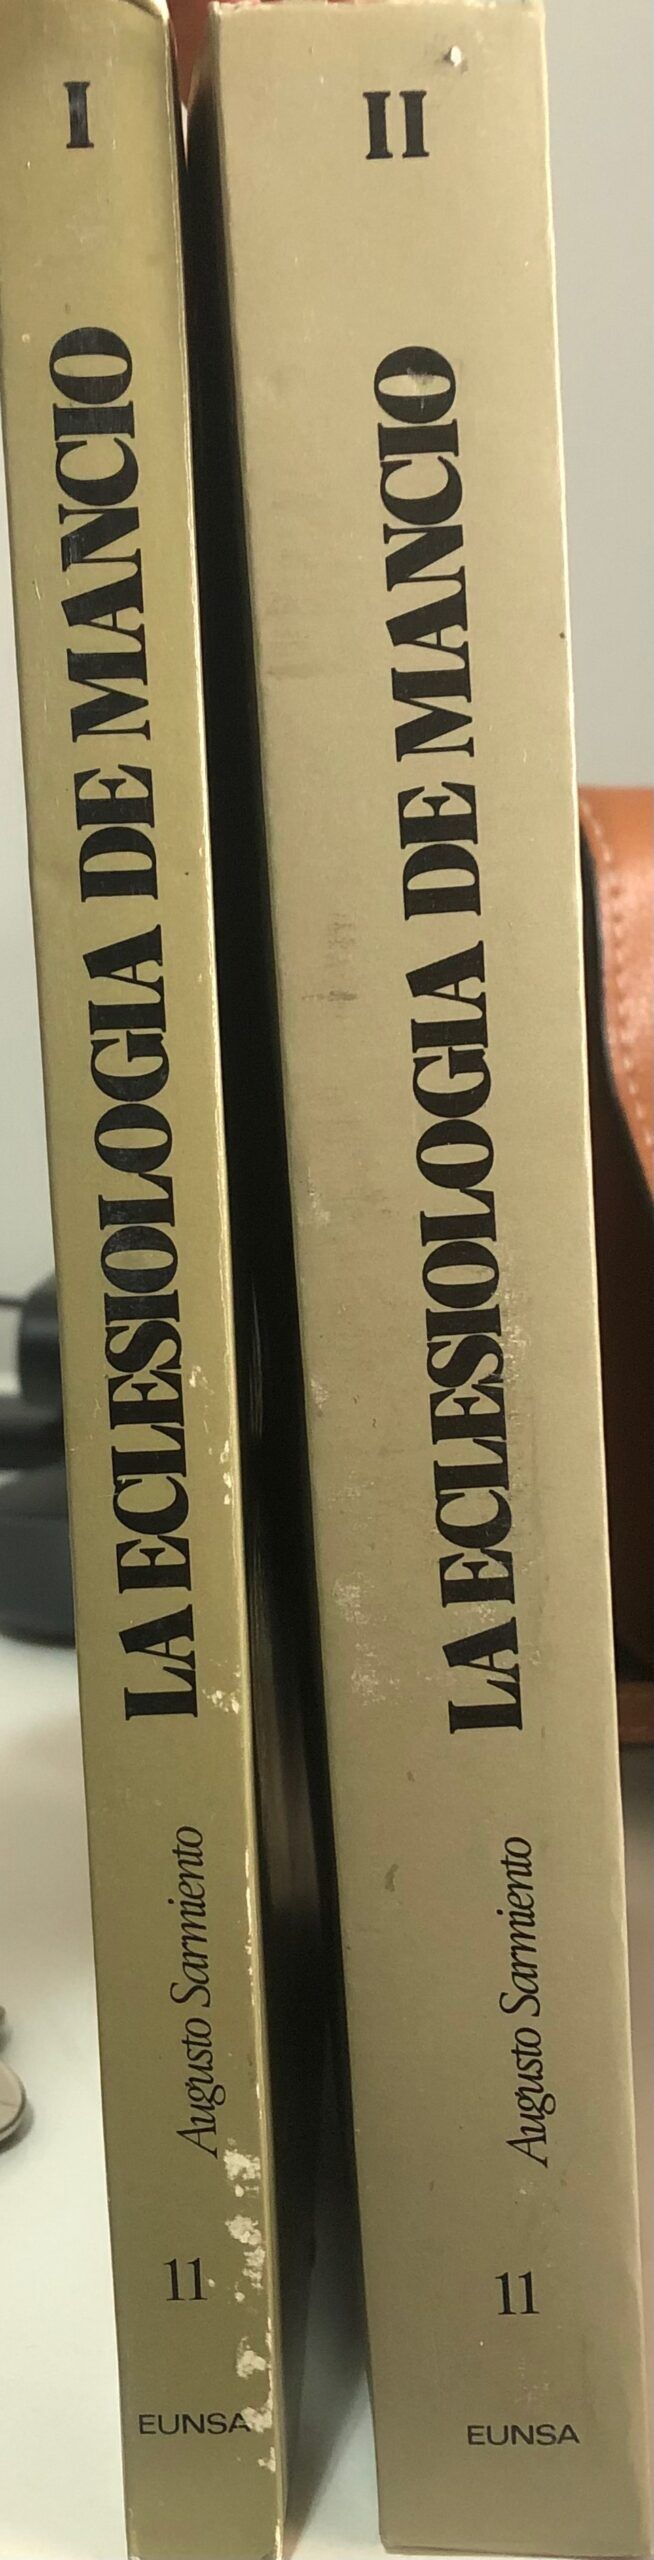 I
LA ECLESIOLOGIA DE MANCIO
Augusto Sarmiento
11
EUNSA
II
LA ECLESIOLOGIA DE MANCIO
Augusto Sarmiento
11
EUNSA